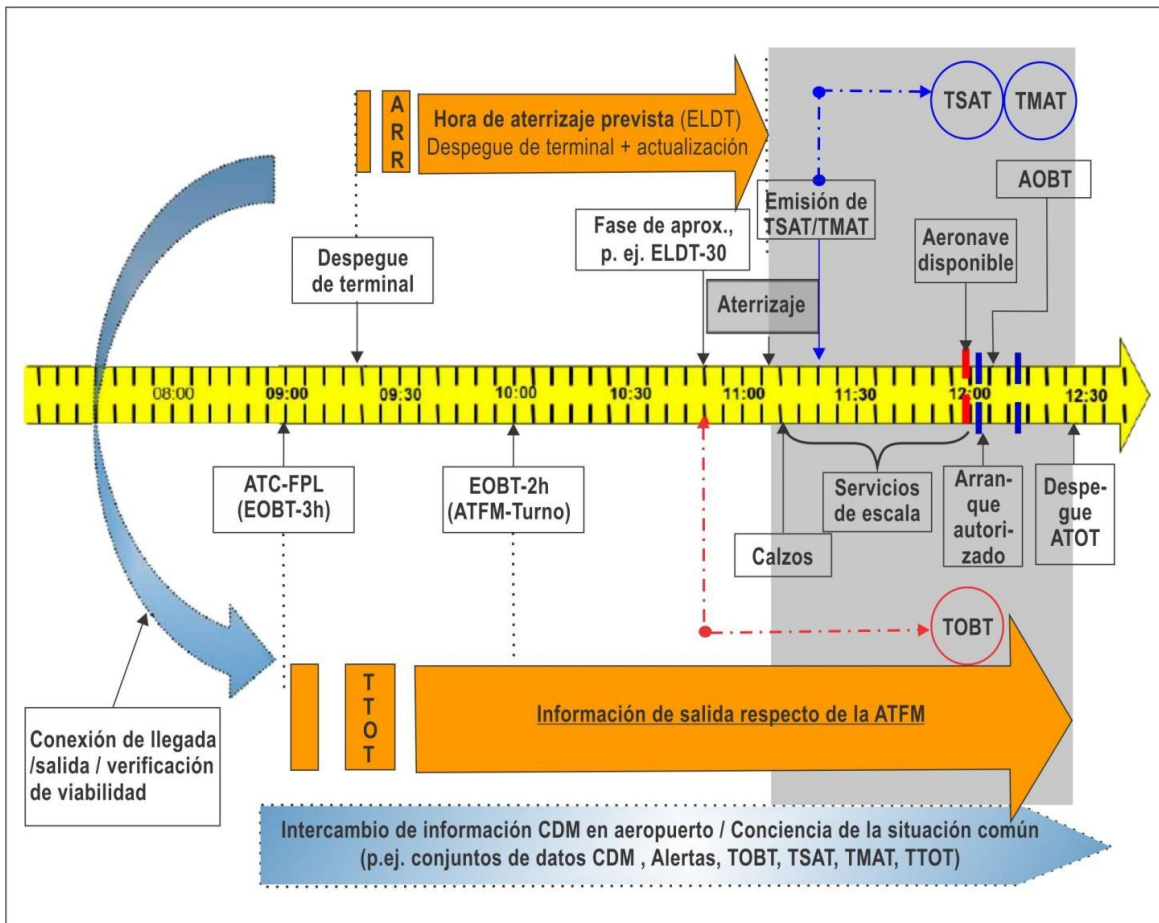 TSAT
TMAT
A
R
R
Hora de aterrizaje prevista (ELDT)
Despegue de terminal + actualización
AOBT
Emisión de
TSAT/TMAT
Fase de aprox.,
p. ej. ELDT-30
Aeronave
disponible
Despegue
de terminal
Aterrizaje
08:00
09:00
09:30
10:00
10:30
11:00
11:30
12:00
12:30
ATC-FPL
(EOBT-3h)
EOBT-2h
(ATFM-Turno)
Servicios
de escala
Arran-
que
autorizado
Despe-
gue
ATOT
Calzos
TOBT
T
T
O
T
Información de salida respecto de la ATFM
Conexión de llegada
/salida / verificación
de viabilidad
Intercambio de información CDM en aeropuerto / Conciencia de la situación común
(p.ej. conjuntos de datos CDM , Alertas, TOBT, TSAT, TMAT, TTOT)